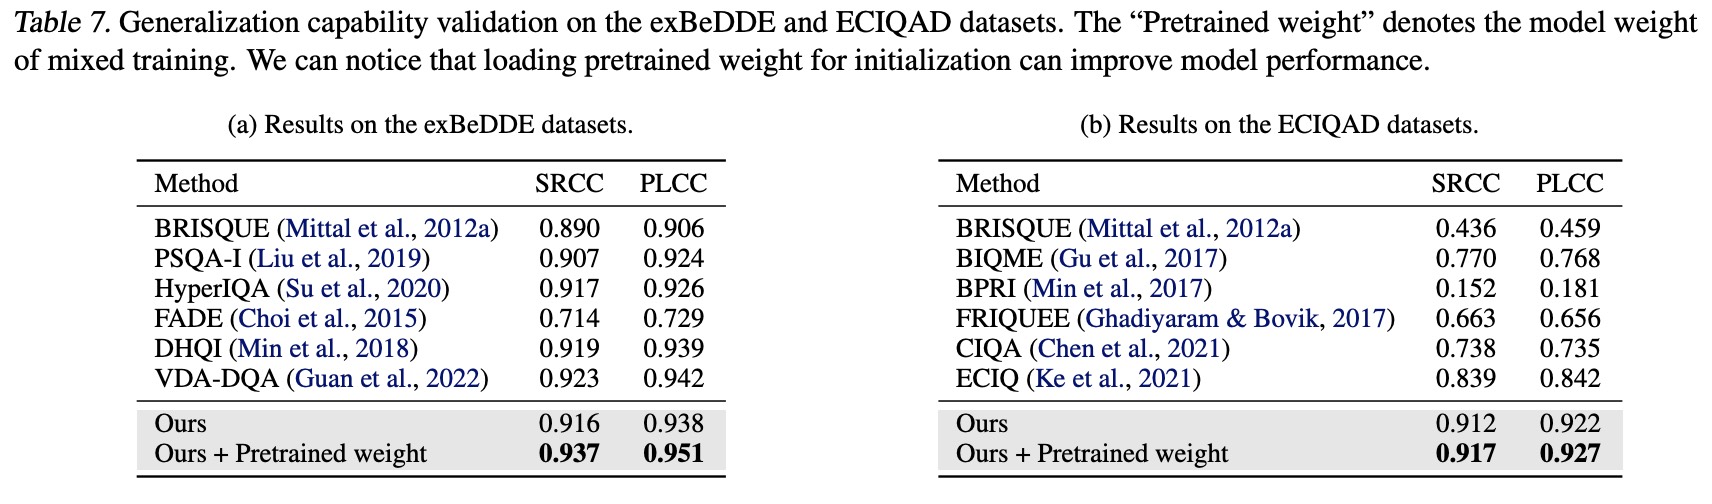 Table 7. Generalization capability validation on the exBeDDE and ECIQAD datasets. The “Pretrained weight” denotes the model weight
of mixed training. We can notice that loading pretrained weight for initialization can improve model performance.
(a) Results on the exBeDDE datasets.
Method SRCC PLCC
BRISQUE (Mittal et al., 2012a) 0.890 0.906
PSQA-I (Liu et al., 2019) 0.907 0.924
HyperIQA (Su et al., 2020) 0.917 0.926
FADE (Choi et al., 2015) 0.714 0.729
DHQI (Min et al., 2018) 0.919 0.939
VDA-DQA (Guan et al., 2022) 0.923 0.942
Ours 0.916 0.938
Ours + Pretrained weight 0.937 0.951
(b) Results on the ECIQAD datasets.
Method SRCC PLCC
BRISQUE (Mittal et al., 2012a) 0.436 0.459
BIQME (Gu et al., 2017) 0.770 0.768
BPRI (Min et al., 2017) 0.152 0.181
FRIQUEE (Ghadiyaram & Bovik, 2017) 0.663 0.656
CIQA (Chen et al., 2021) 0.738 0.735
ECIQ (Ke et al., 2021) 0.839 0.842
Ours 0.912 0.922
Ours + Pretrained weight 0.917 0.927